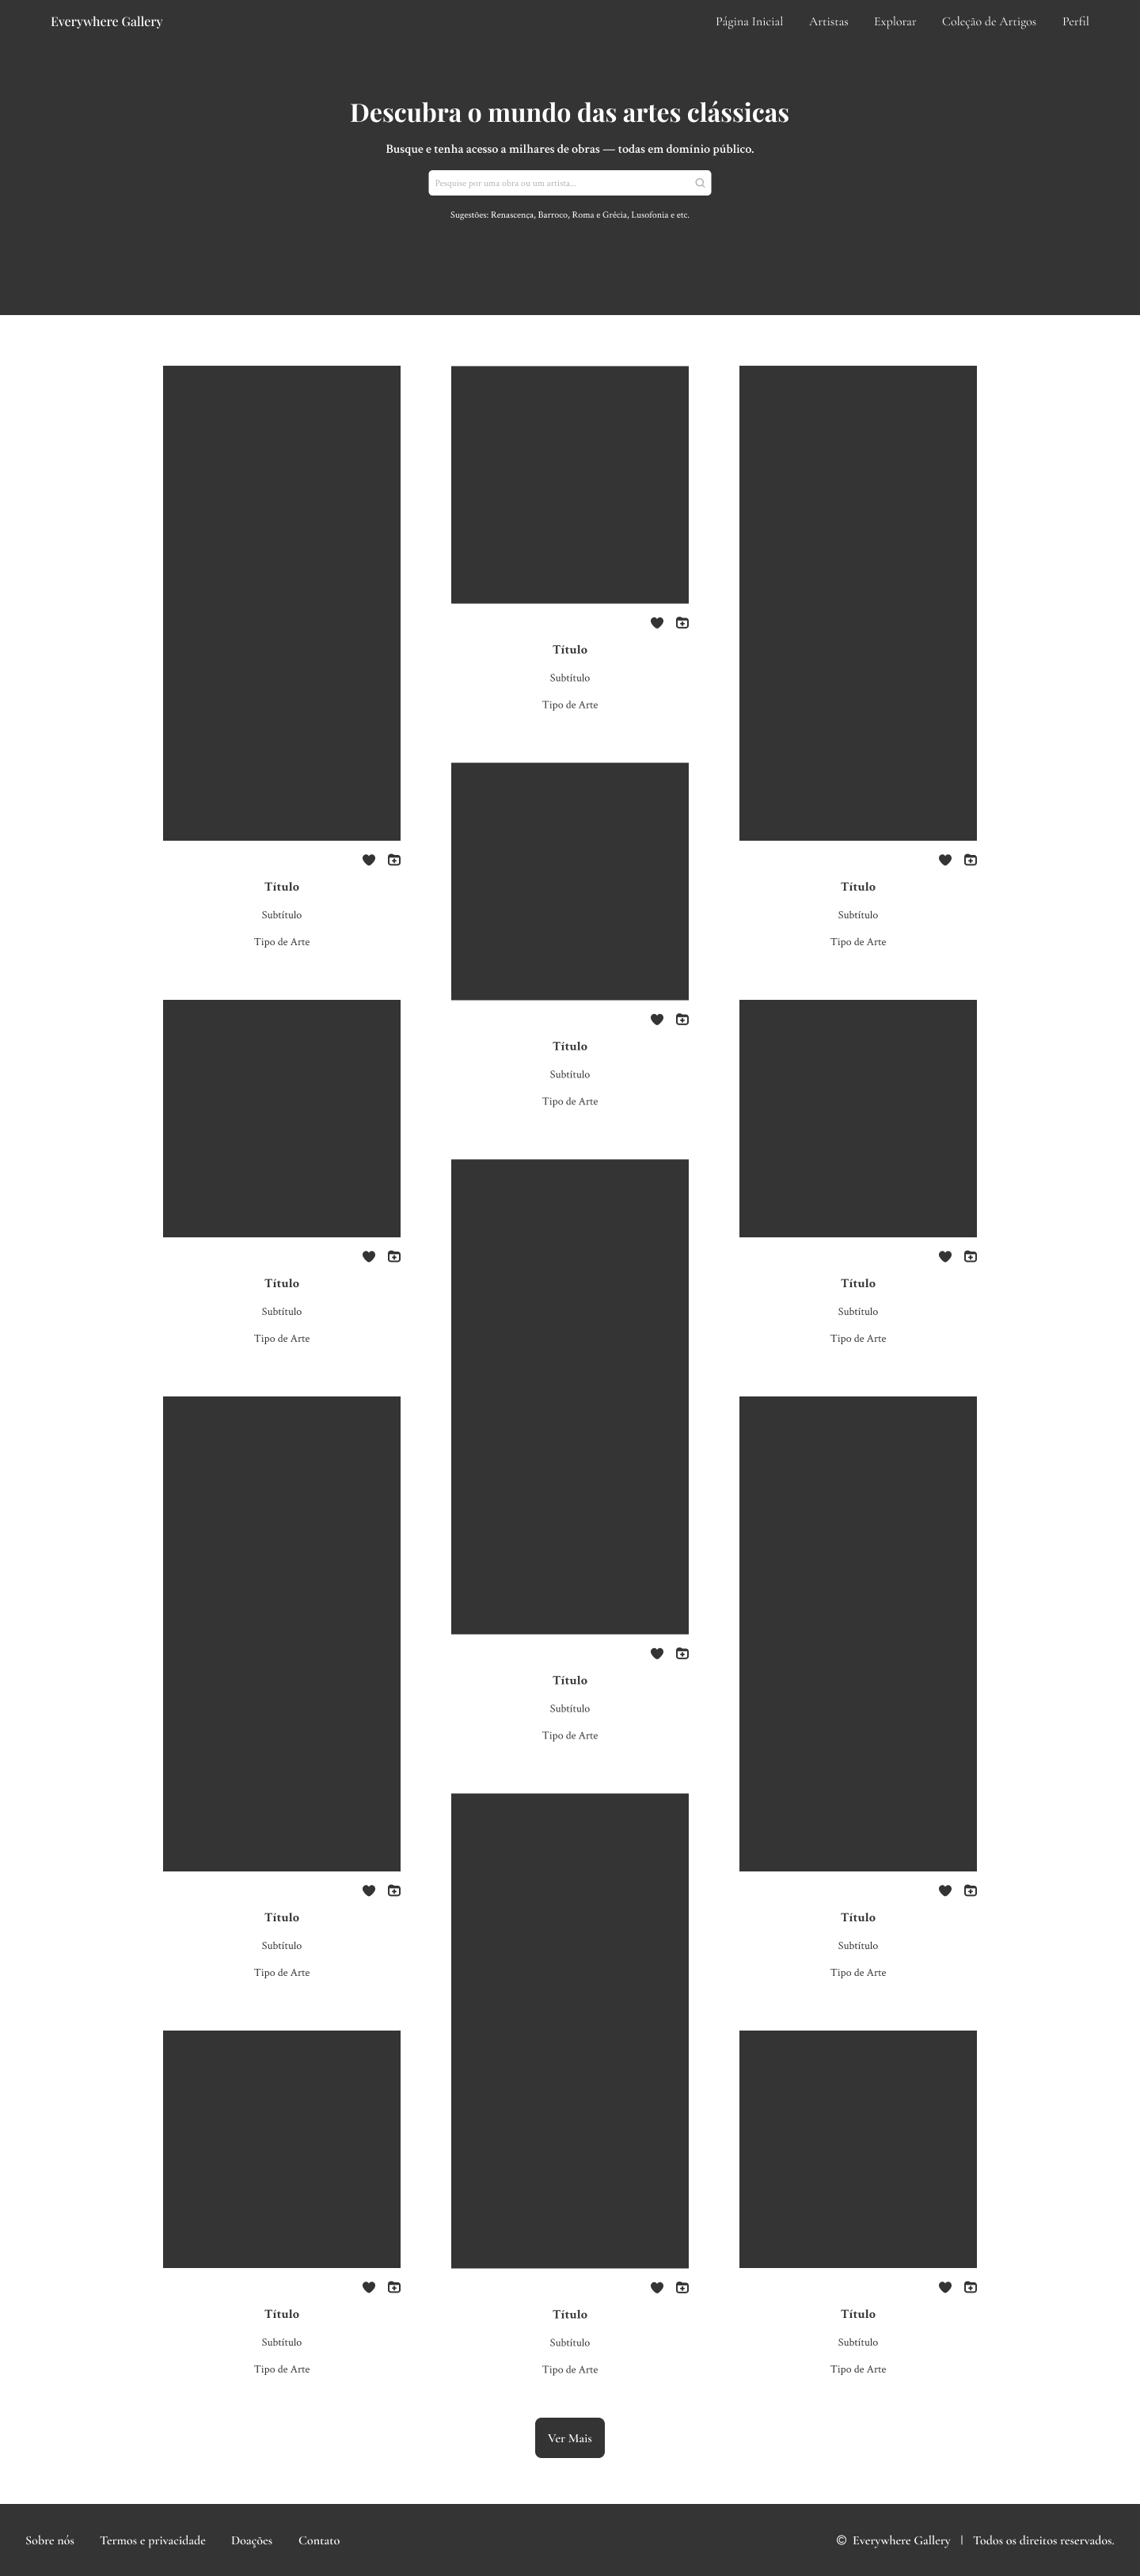 Everywhere Gallery
Página Inicial
Artistas
Explorar
Coleção de Artigos
Perfil
Descubra o mundo das artes clássicas
Busque e tenha acesso a milhares de obras — todas em domínio público.
Pesquise por uma obra ou um artista...
Sugestões: Renascença, Barroco, Roma e Grécia, Lusofonia e etc.
Título
Subtítulo
Tipo de Arte
Título
Subtítulo
Tipo de Arte
Título
Subtítulo
Tipo de Arte
Título
Subtítulo
Tipo de Arte
Título
Subtítulo
Tipo de Arte
Título
Subtítulo
Tipo de Arte
Título
Subtítulo
Tipo de Arte
Título
Subtítulo
Tipo de Arte
Título
Subtítulo
Tipo de Arte
Título
Subtítulo
Tipo de Arte
Título
Subtítulo
Tipo de Arte
Título
Subtítulo
Tipo de Arte
Ver Mais
Sobre nós
Termos e privacidade
Doações
Contato
© Everywhere Gallery | Todos os direitos reservados.